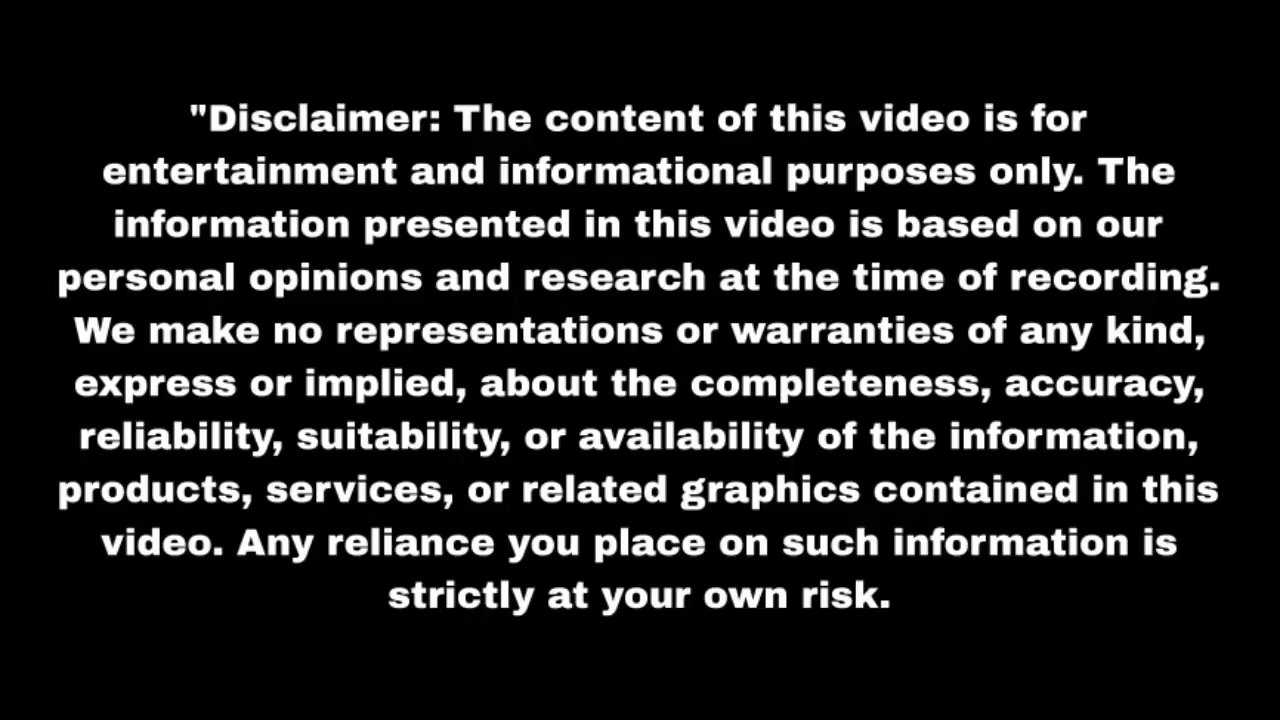 "Disclaimer: The content of this video is for
entertainment and informational purposes only. The
information presented in this video is based on our
personal opinions and research at the time of recording.
We make no representations or warranties of any kind,
express or implied, about the completeness, accuracy,
reliability, suitability, or availability of the information,
products, services, or related graphics contained in this
video. Any reliance you place on such information is
strictly at your own risk.